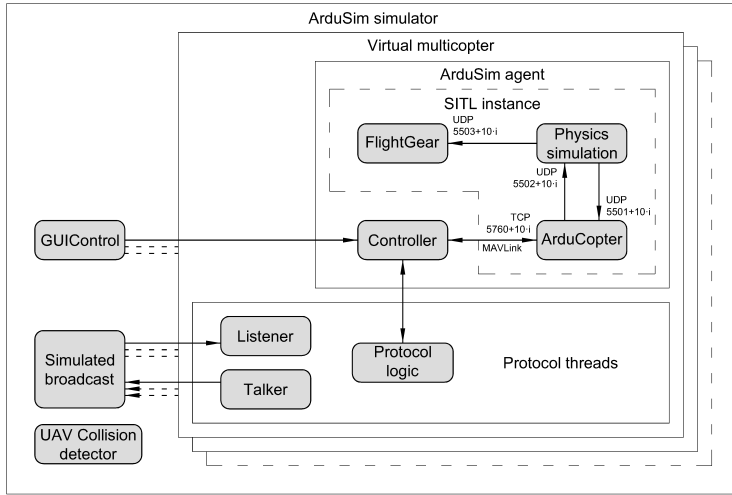 ArduSim simulator
Virtual multicopter
ArduSim agent
SITL instance
UDP
5503+10·i
FlightGear
Physics
simulation
UDP
5502+10·i
UDP
5501+10·i
TCP
5760+10·i
MAVLink
GUIControl
Controller
ArduCopter
Listener
Simulated
broadcast
Protocol
logic
Protocol threads
Talker
UAV Collision
detector